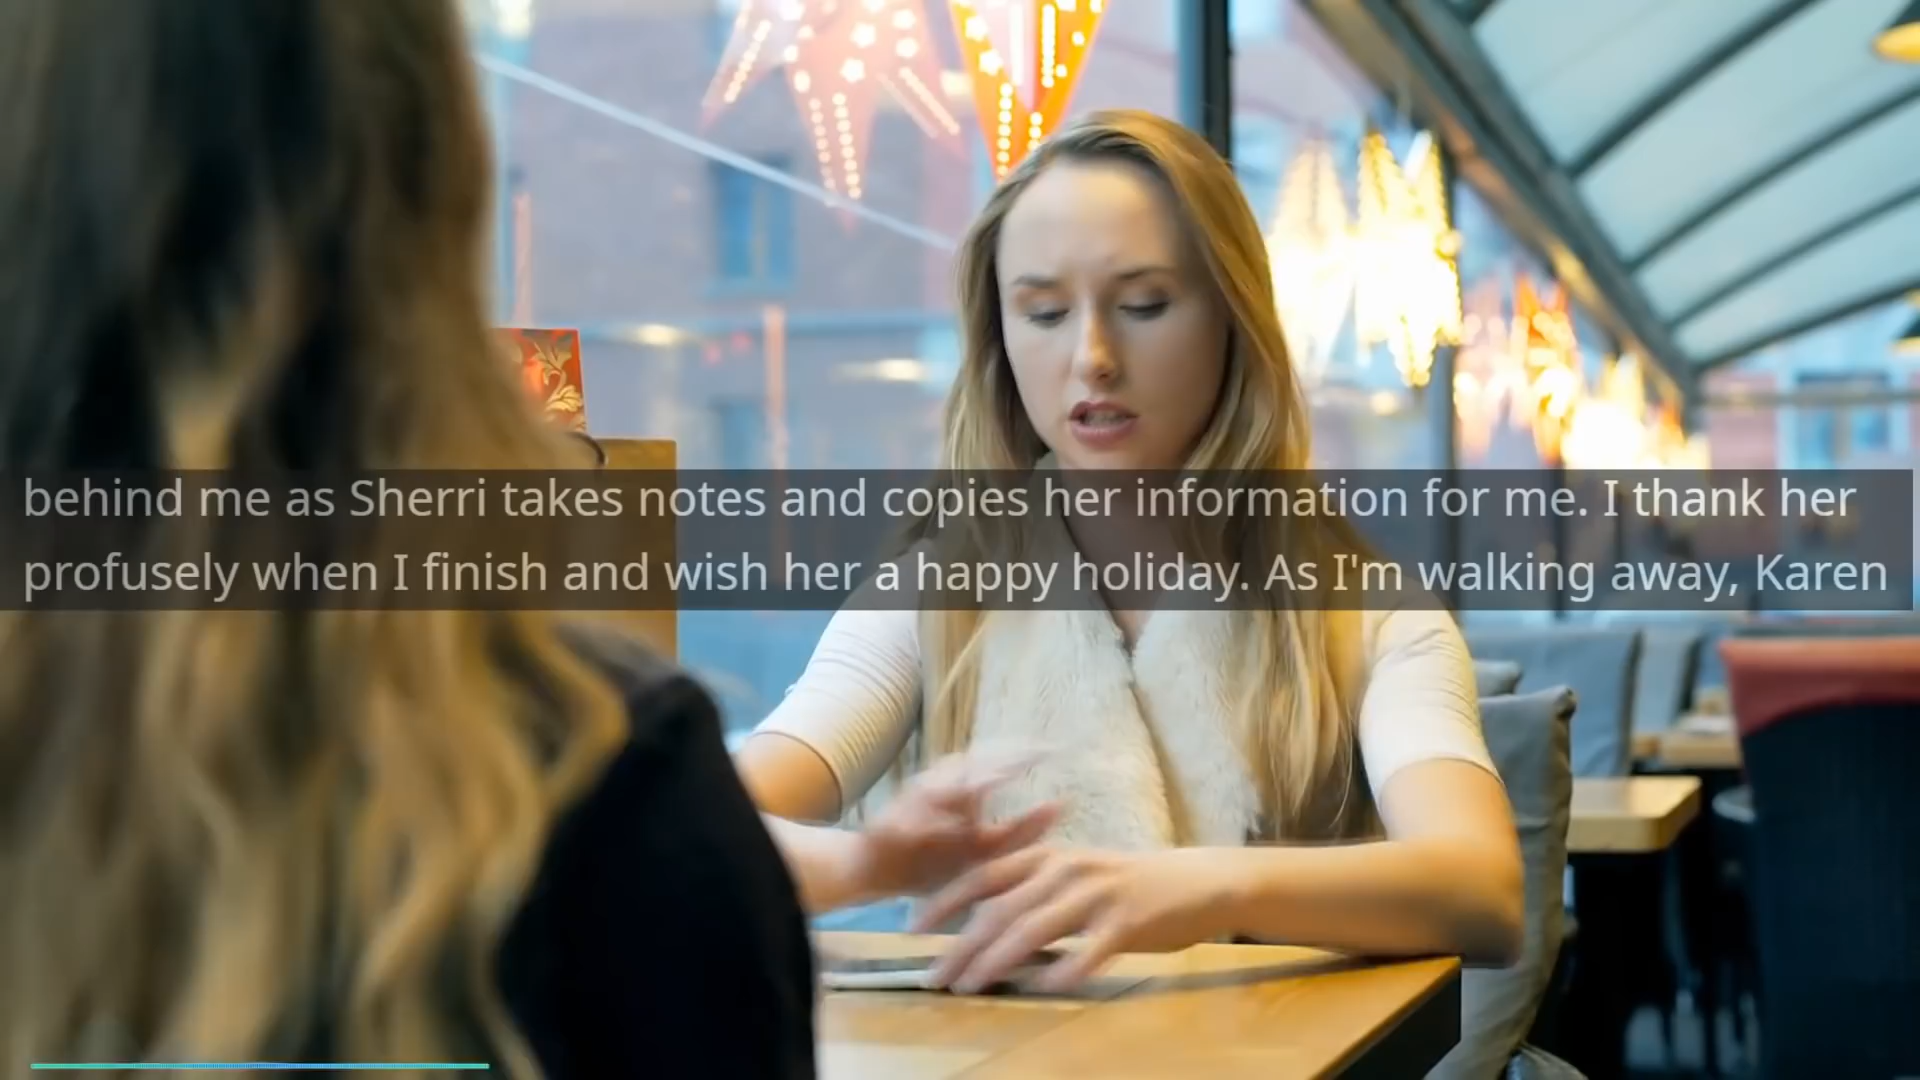 behind me as Sherri takes notes and copies her information for me. I thank her
profusely when I finish and wish her a happy holiday. As I'm walking away, Karen